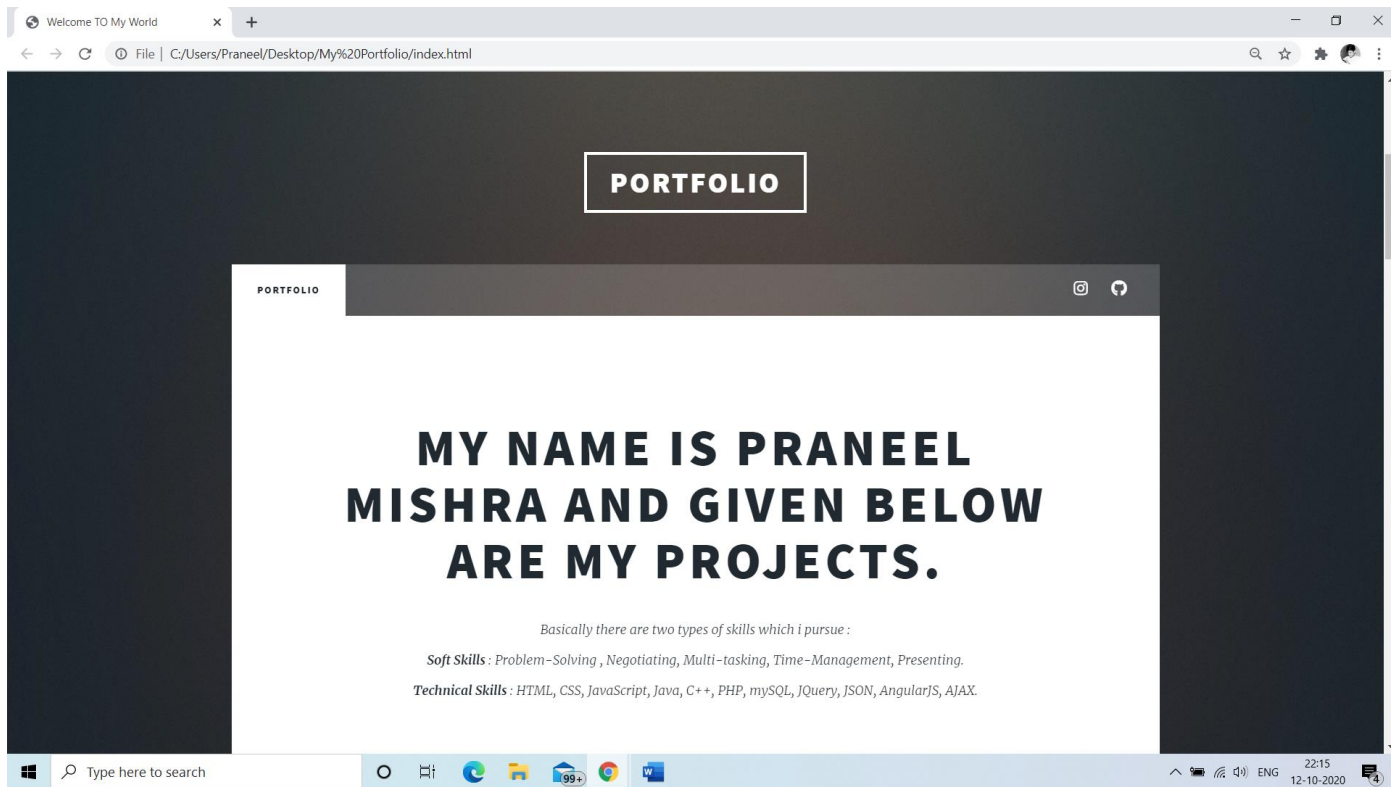 Welcome TO My World
File | C:/Users/Praneel/Desktop/My%20Portfolio/index.html
PORTFOLIO
PORTFOLIO
MY NAME IS PRANEEL
MISHRA AND GIVEN BELOW
ARE MY PROJECTS.
Basically there are two types of skills which i pursue :
Soft Skills : Problem-Solving , Negotiating, Multi-tasking, Time-Management, Presenting.
Technical Skills : HTML, CSS, JavaScript, Java, C++, PHP, mySQL, JQuery, JSON, AngularJS, AJAX.
Type here to search
99+
W
ENG
22:15
12-10-2020
4